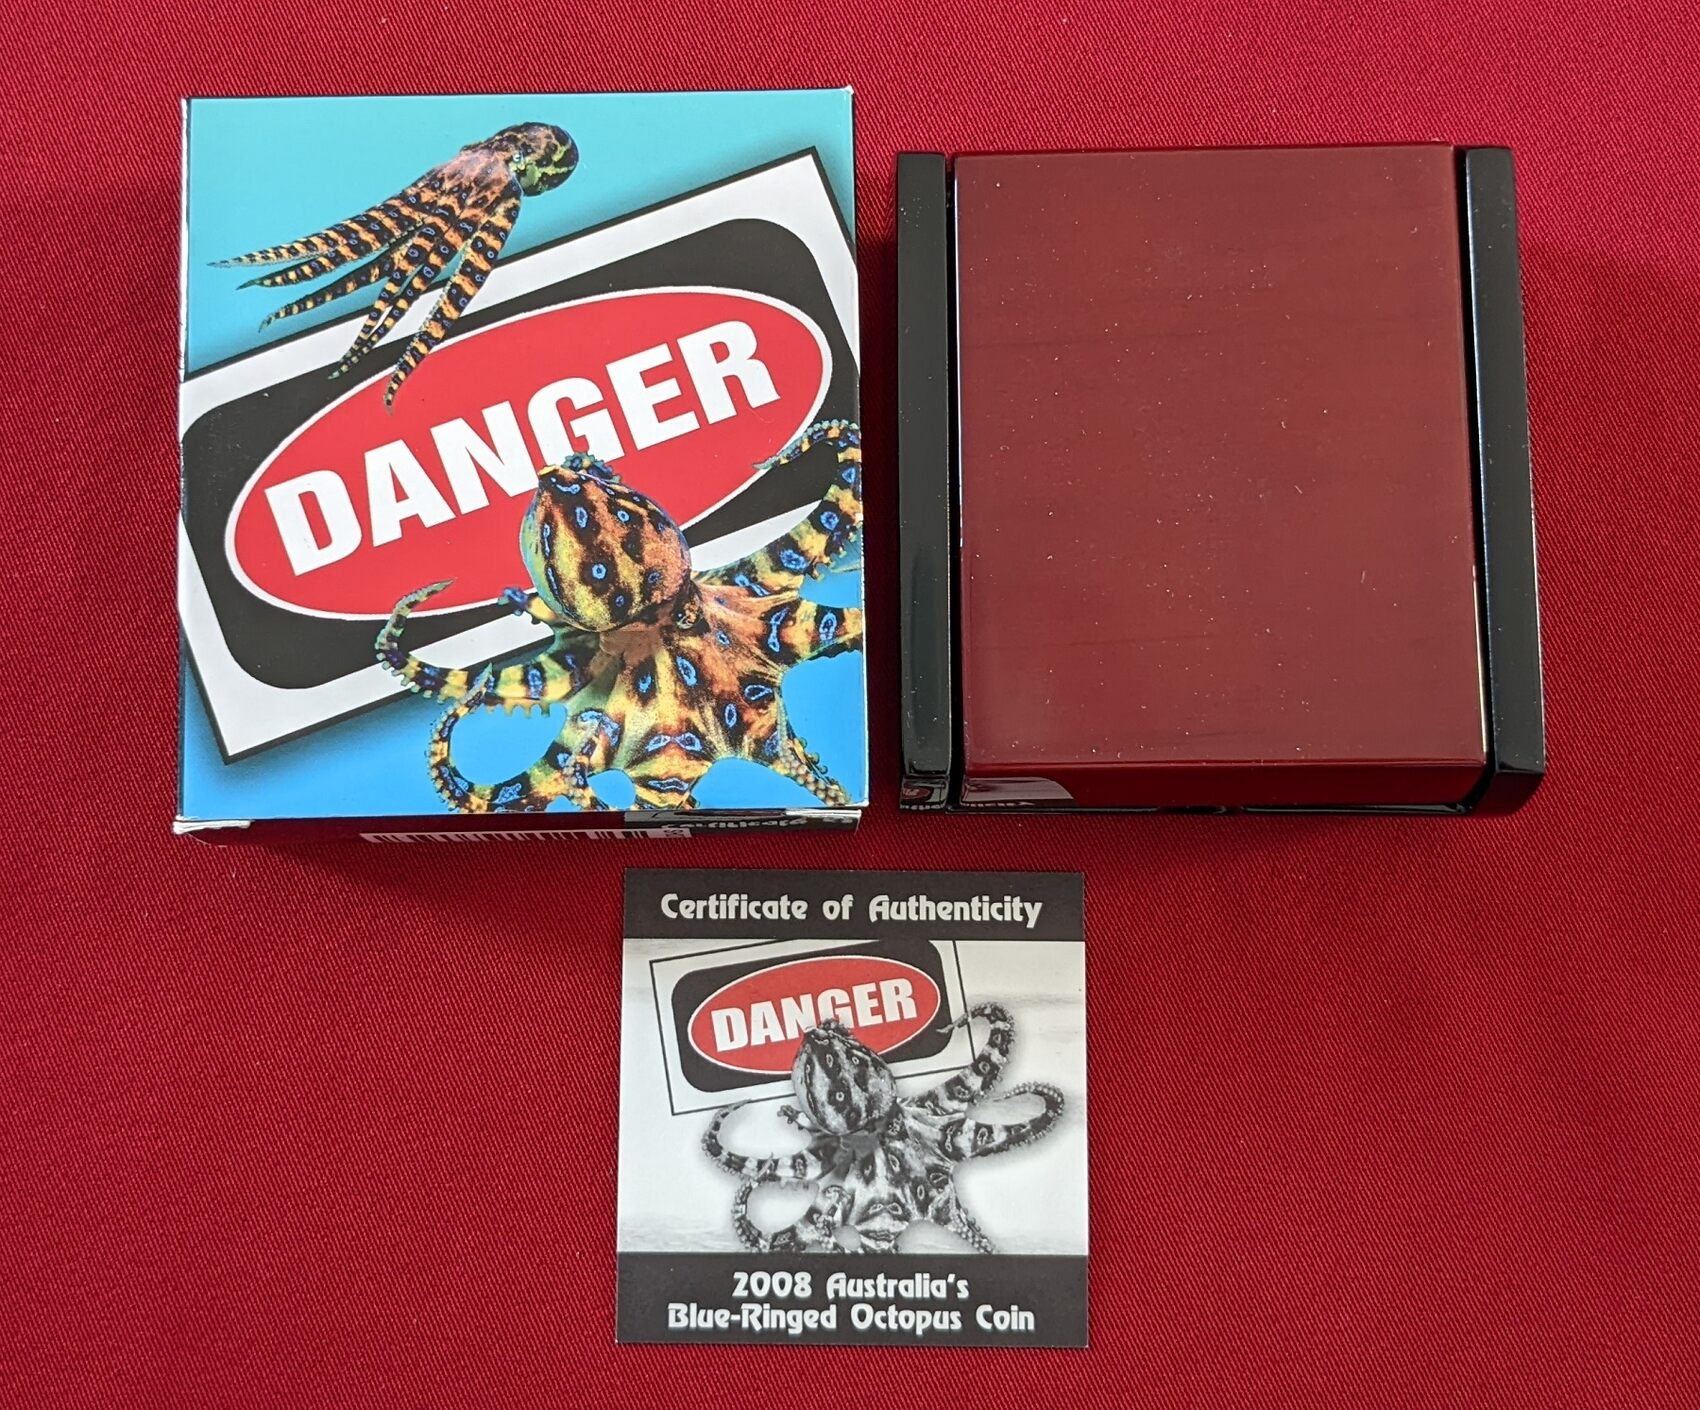 DANGER
Certificate of Authenticity
DANGER
2008 Australia's
Blue-Ringed Octopus Coin